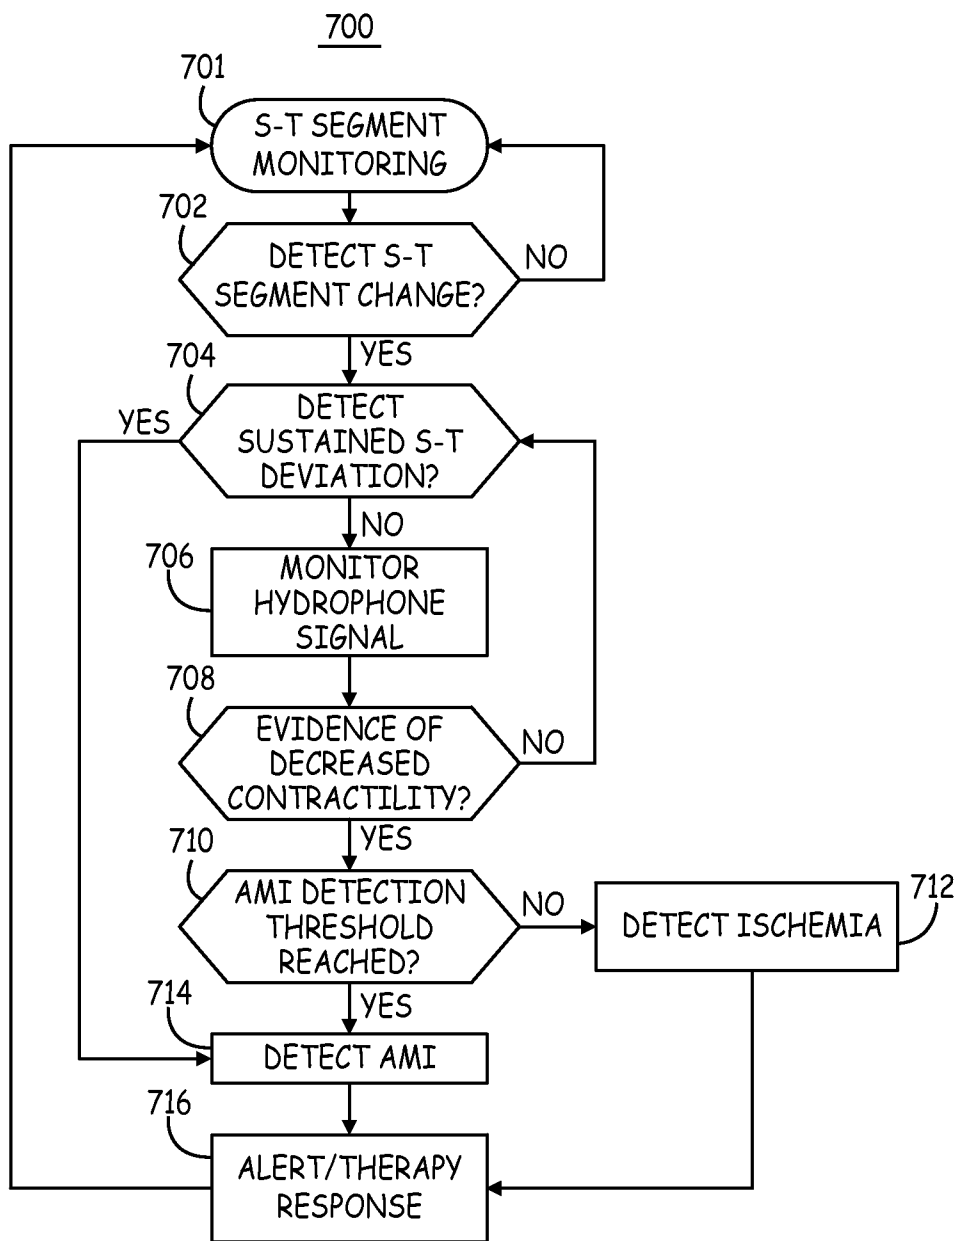 700
701
S-T SEGMENT
MONITORING
702
DETECT S-T
SEGMENT CHANGE?
NO
YES
704
YES
DETECT
SUSTAINED S-T
DEVIATION?
NO
706
MONITOR
HYDROPHONE
SIGNAL
708
EVIDENCE OF
DECREASED
CONTRACTILITY?
NO
YES
710
AMI DETECTION
THRESHOLD
REACHED?
NO
DETECT ISCHEMIA
712
YES
714
DETECT AMI
716
ALERT/THERAPY
RESPONSE